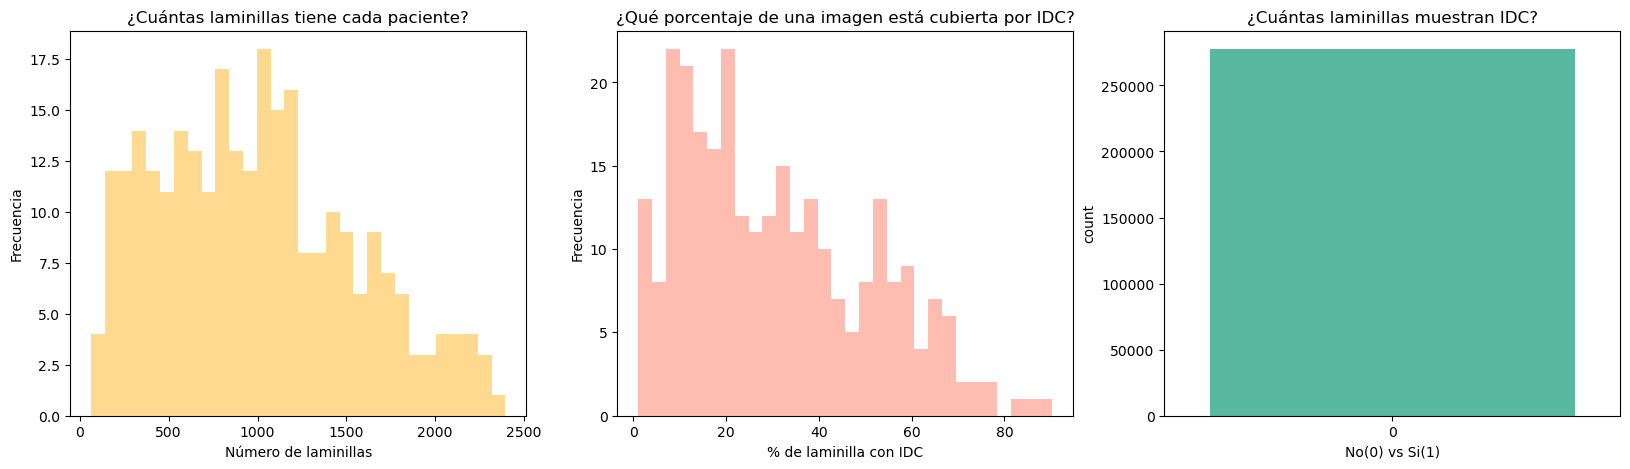 ¿Cuántas laminillas tiene cada paciente?
17.5
15.0
12.5
10.0
7.5
5.0
2.5
0.0
Frecuencia
0 500 1000 1500 2000 2500
Número de laminillas
¿Qué porcentaje de una imagen está cubierta por IDC?
20
15
10
5
0
Frecuencia
0 20 40 60 80
% de laminilla con IDC
¿Cuántas laminillas muestran IDC?
250000
200000
150000
100000
50000
0
count
0
No(0) vs Si(1)